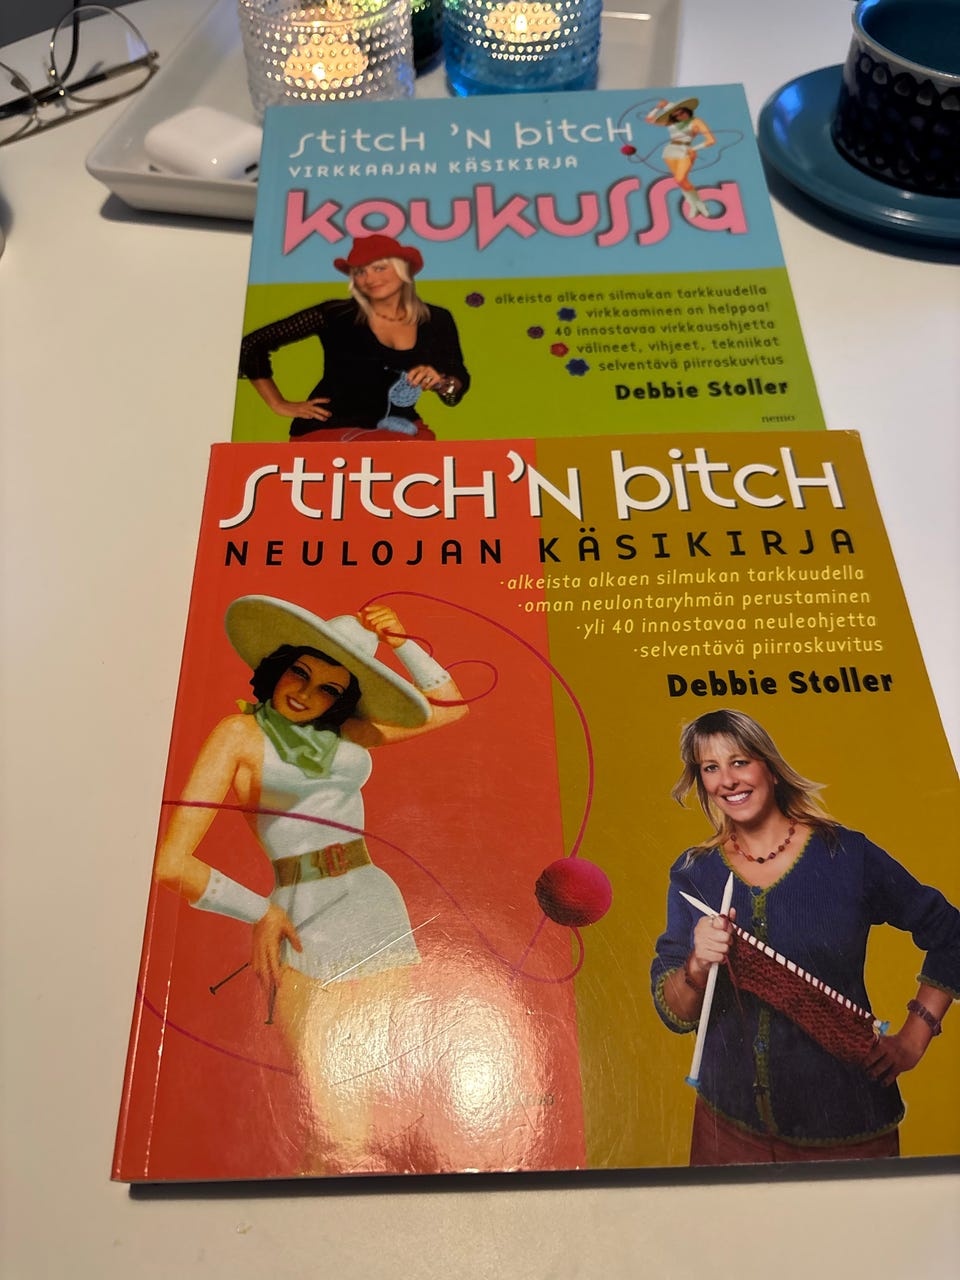 stitch 'N bitch
VIRKKAAJAN KÄSIKIRJA
koukussa
alkeista alkaen silmukan tarkkuudella
virkkaaminen on helppoa!
40 innostavaa virkkausohjetta
välineet, vihjeet, tekniikat
selventävä piirroskuvitus
Debbie Stoller
nemo
stitch 'N bitch
NEULOJAN KÄSIKIRJA
·alkeista alkaen silmukan tarkkuudella
·oman neulontaryhmän perustaminen
·yli 40 innostavaa neuleohjetta
·selventävä piirroskuvitus
Debbie Stoller